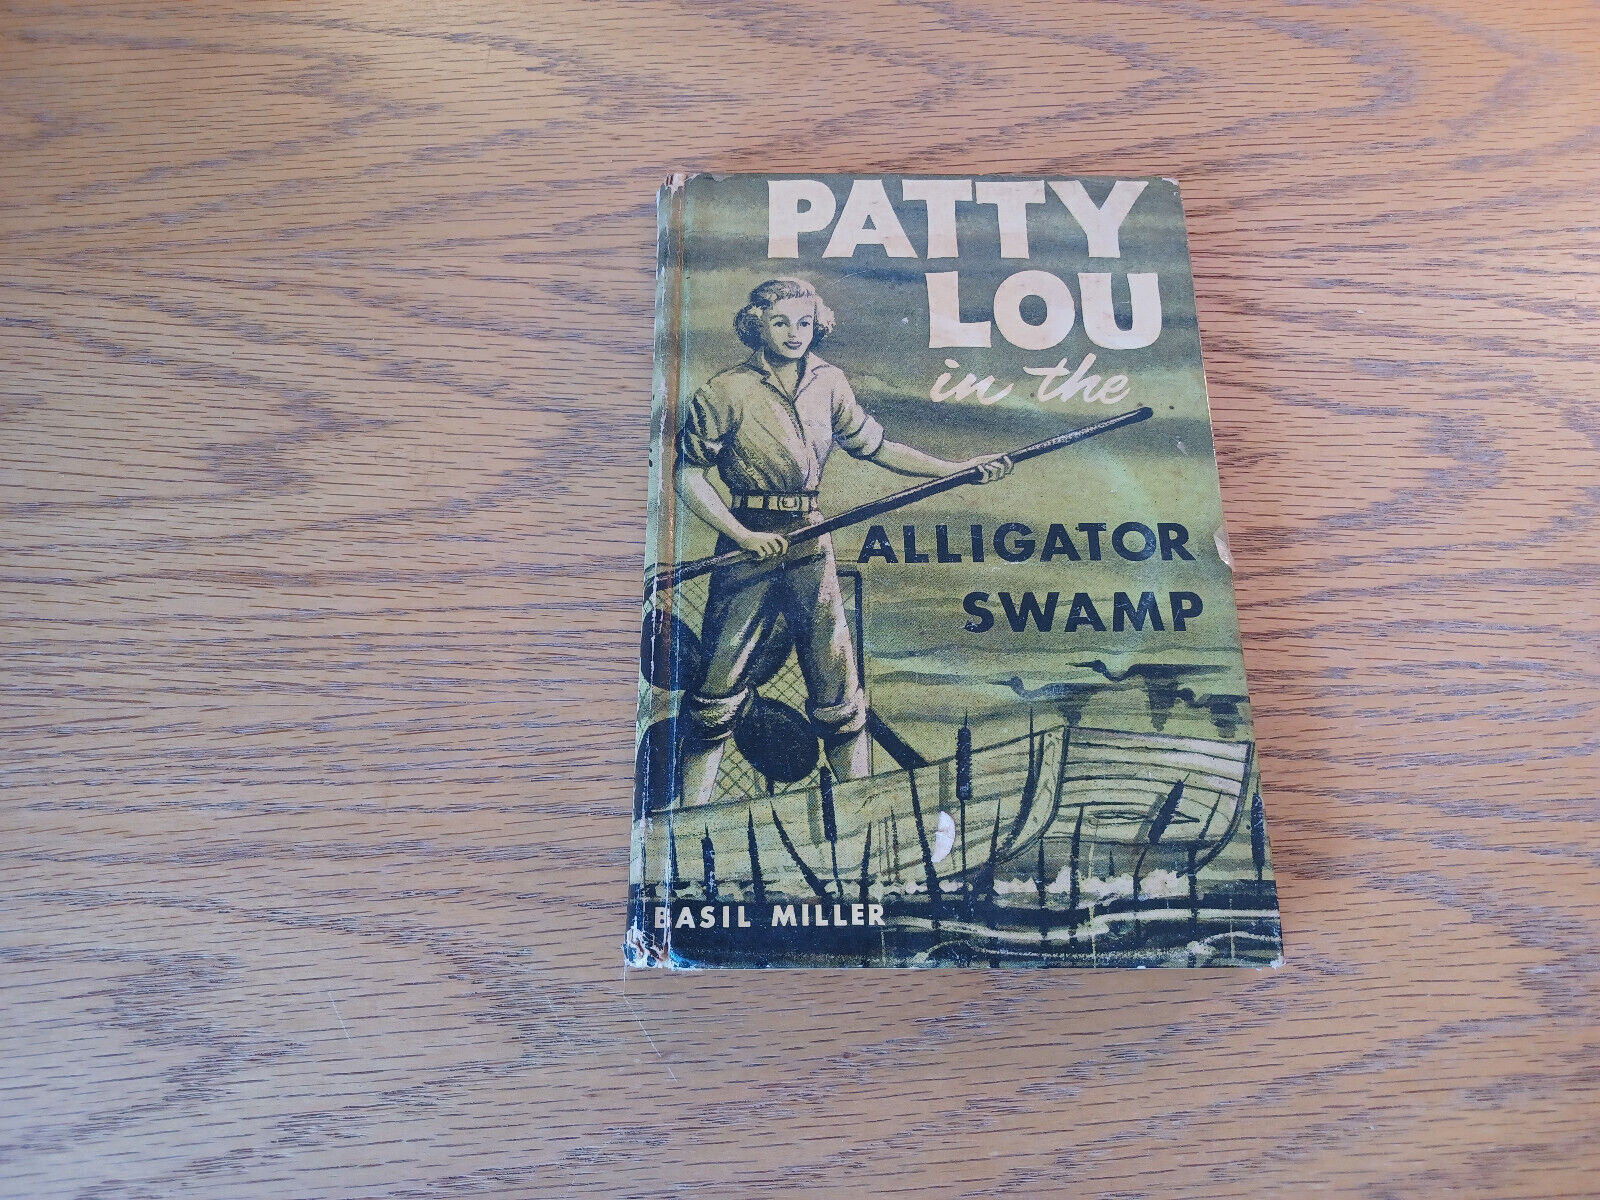 PATTY
LOU
in the
ALLIGATOR
SWAMP
BASIL MILLER